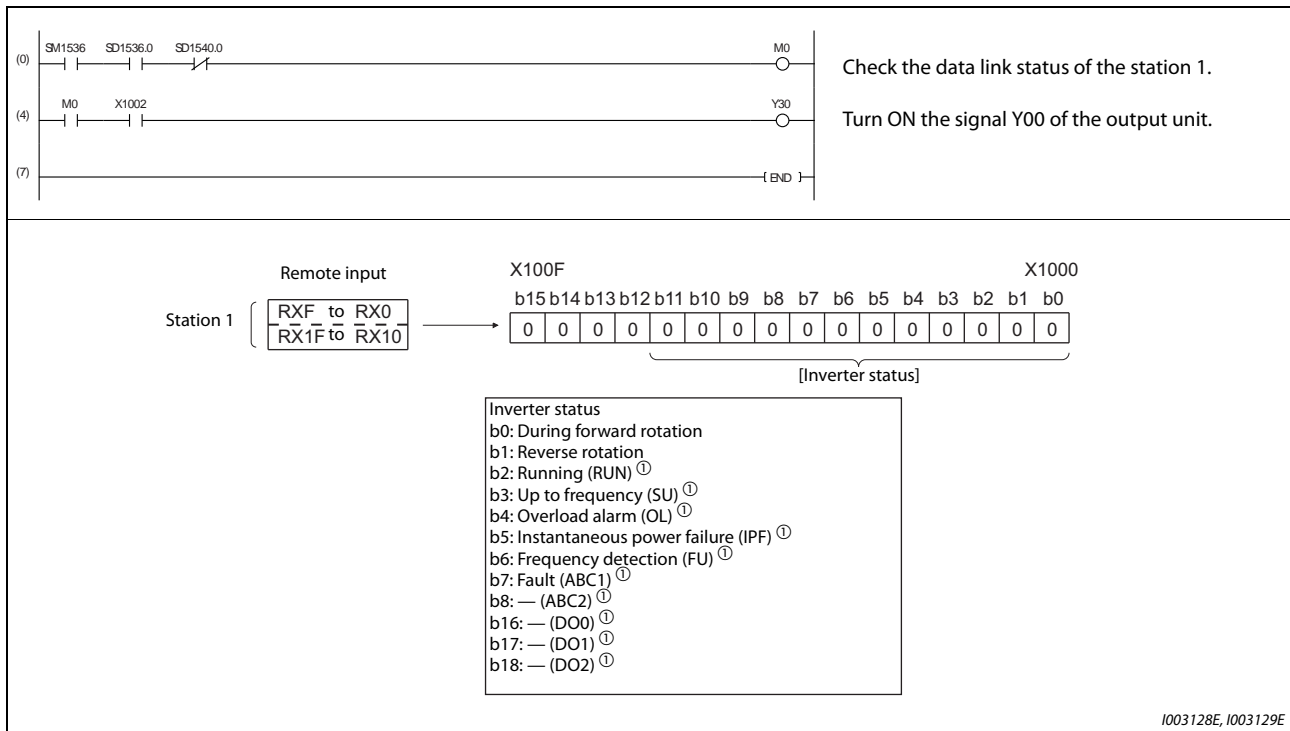 SM1536 SD1536.0 SD1540.0 M0
(0)
Check the data link status of the station 1.
M0 X1002 Y30
(4)
Turn ON the signal Y00 of the output unit.
(7) END
Remote input
X100F X1000
b15 b14 b13 b12 b11 b10 b9 b8 b7 b6 b5 b4 b3 b2 b1 b0
Station 1
RXF to RX0
0 0 0 0 0 0 0 0 0 0 0 0 0 0 0 0
RX1F to RX10
[Inverter status]
Inverter status
b0: During forward rotation
b1: Reverse rotation
b2: Running (RUN) ①
b3: Up to frequency (SU) ①
b4: Overload alarm (OL) ①
b5: Instantaneous power failure (IPF) ①
b6: Frequency detection (FU) ①
b7: Fault (ABC1) ①
b8: — (ABC2) ①
b16: — (DO0) ①
b17: — (DO1) ①
b18: — (DO2) ①
I003128E, I003129E